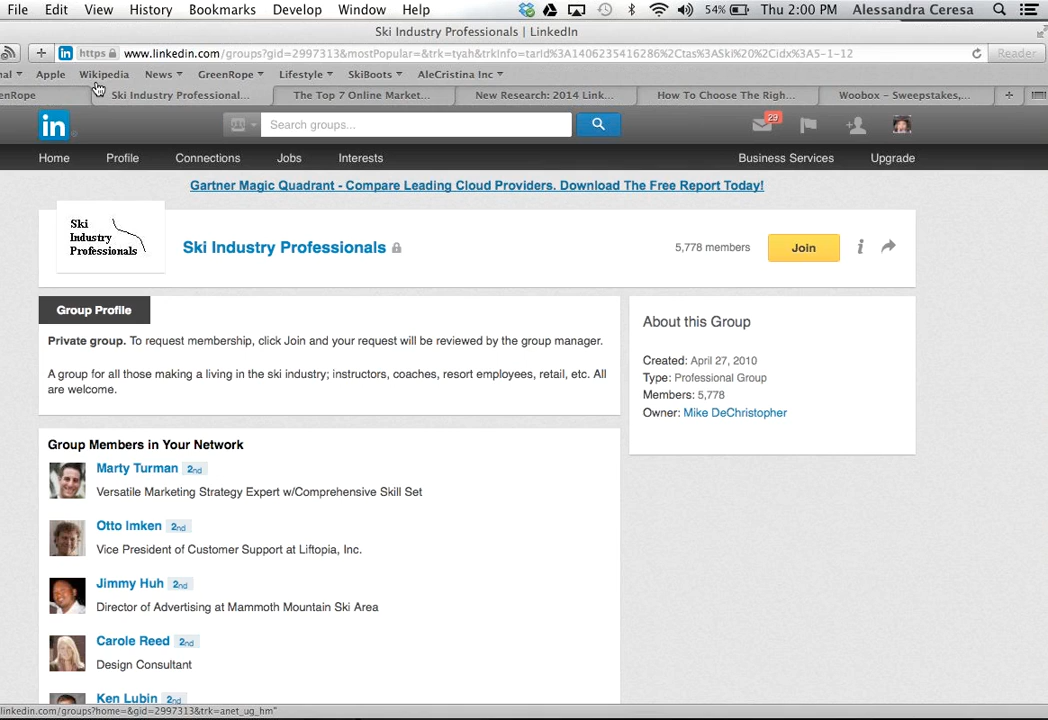 File Edit View History Bookmarks Develop Window Help 54% Thu 2:00 PM Alessandra Ceresa
Ski Industry Professionals | LinkedIn
+ in https www.linkedin.com/groups?gid=2997313&mostPopular=&trk=tyah&trkInfo=tarId%3A1406235416286%2Ctas%3ASki%20%2Cidx%3A5-1-12 Reader
nal Apple Wikipedia News GreenRope Lifestyle SkiBoots AleCristina Inc
enRope Ski Industry Professional... The Top 7 Online Market... New Research: 2014 Link... How To Choose The Righ... Woobox – Sweepstakes,... +
in Search groups... 29
Home Profile Connections Jobs Interests Business Services Upgrade
Gartner Magic Quadrant - Compare Leading Cloud Providers. Download The Free Report Today!
Ski
Industry
Professionals
Ski Industry Professionals 5,778 members Join i
Group Profile
Private group. To request membership, click Join and your request will be reviewed by the group manager.
A group for all those making a living in the ski industry; instructors, coaches, resort employees, retail, etc. All
are welcome.
About this Group
Created: April 27, 2010
Type: Professional Group
Members: 5,778
Owner: Mike DeChristopher
Group Members in Your Network
Marty Turman 2nd
Versatile Marketing Strategy Expert w/Comprehensive Skill Set
Otto Imken 2nd
Vice President of Customer Support at Liftopia, Inc.
Jimmy Huh 2nd
Director of Advertising at Mammoth Mountain Ski Area
Carole Reed 2nd
Design Consultant
Ken Lubin 2nd
linkedin.com/groups?home=&gid=2997313&trk=anet_ug_hm"